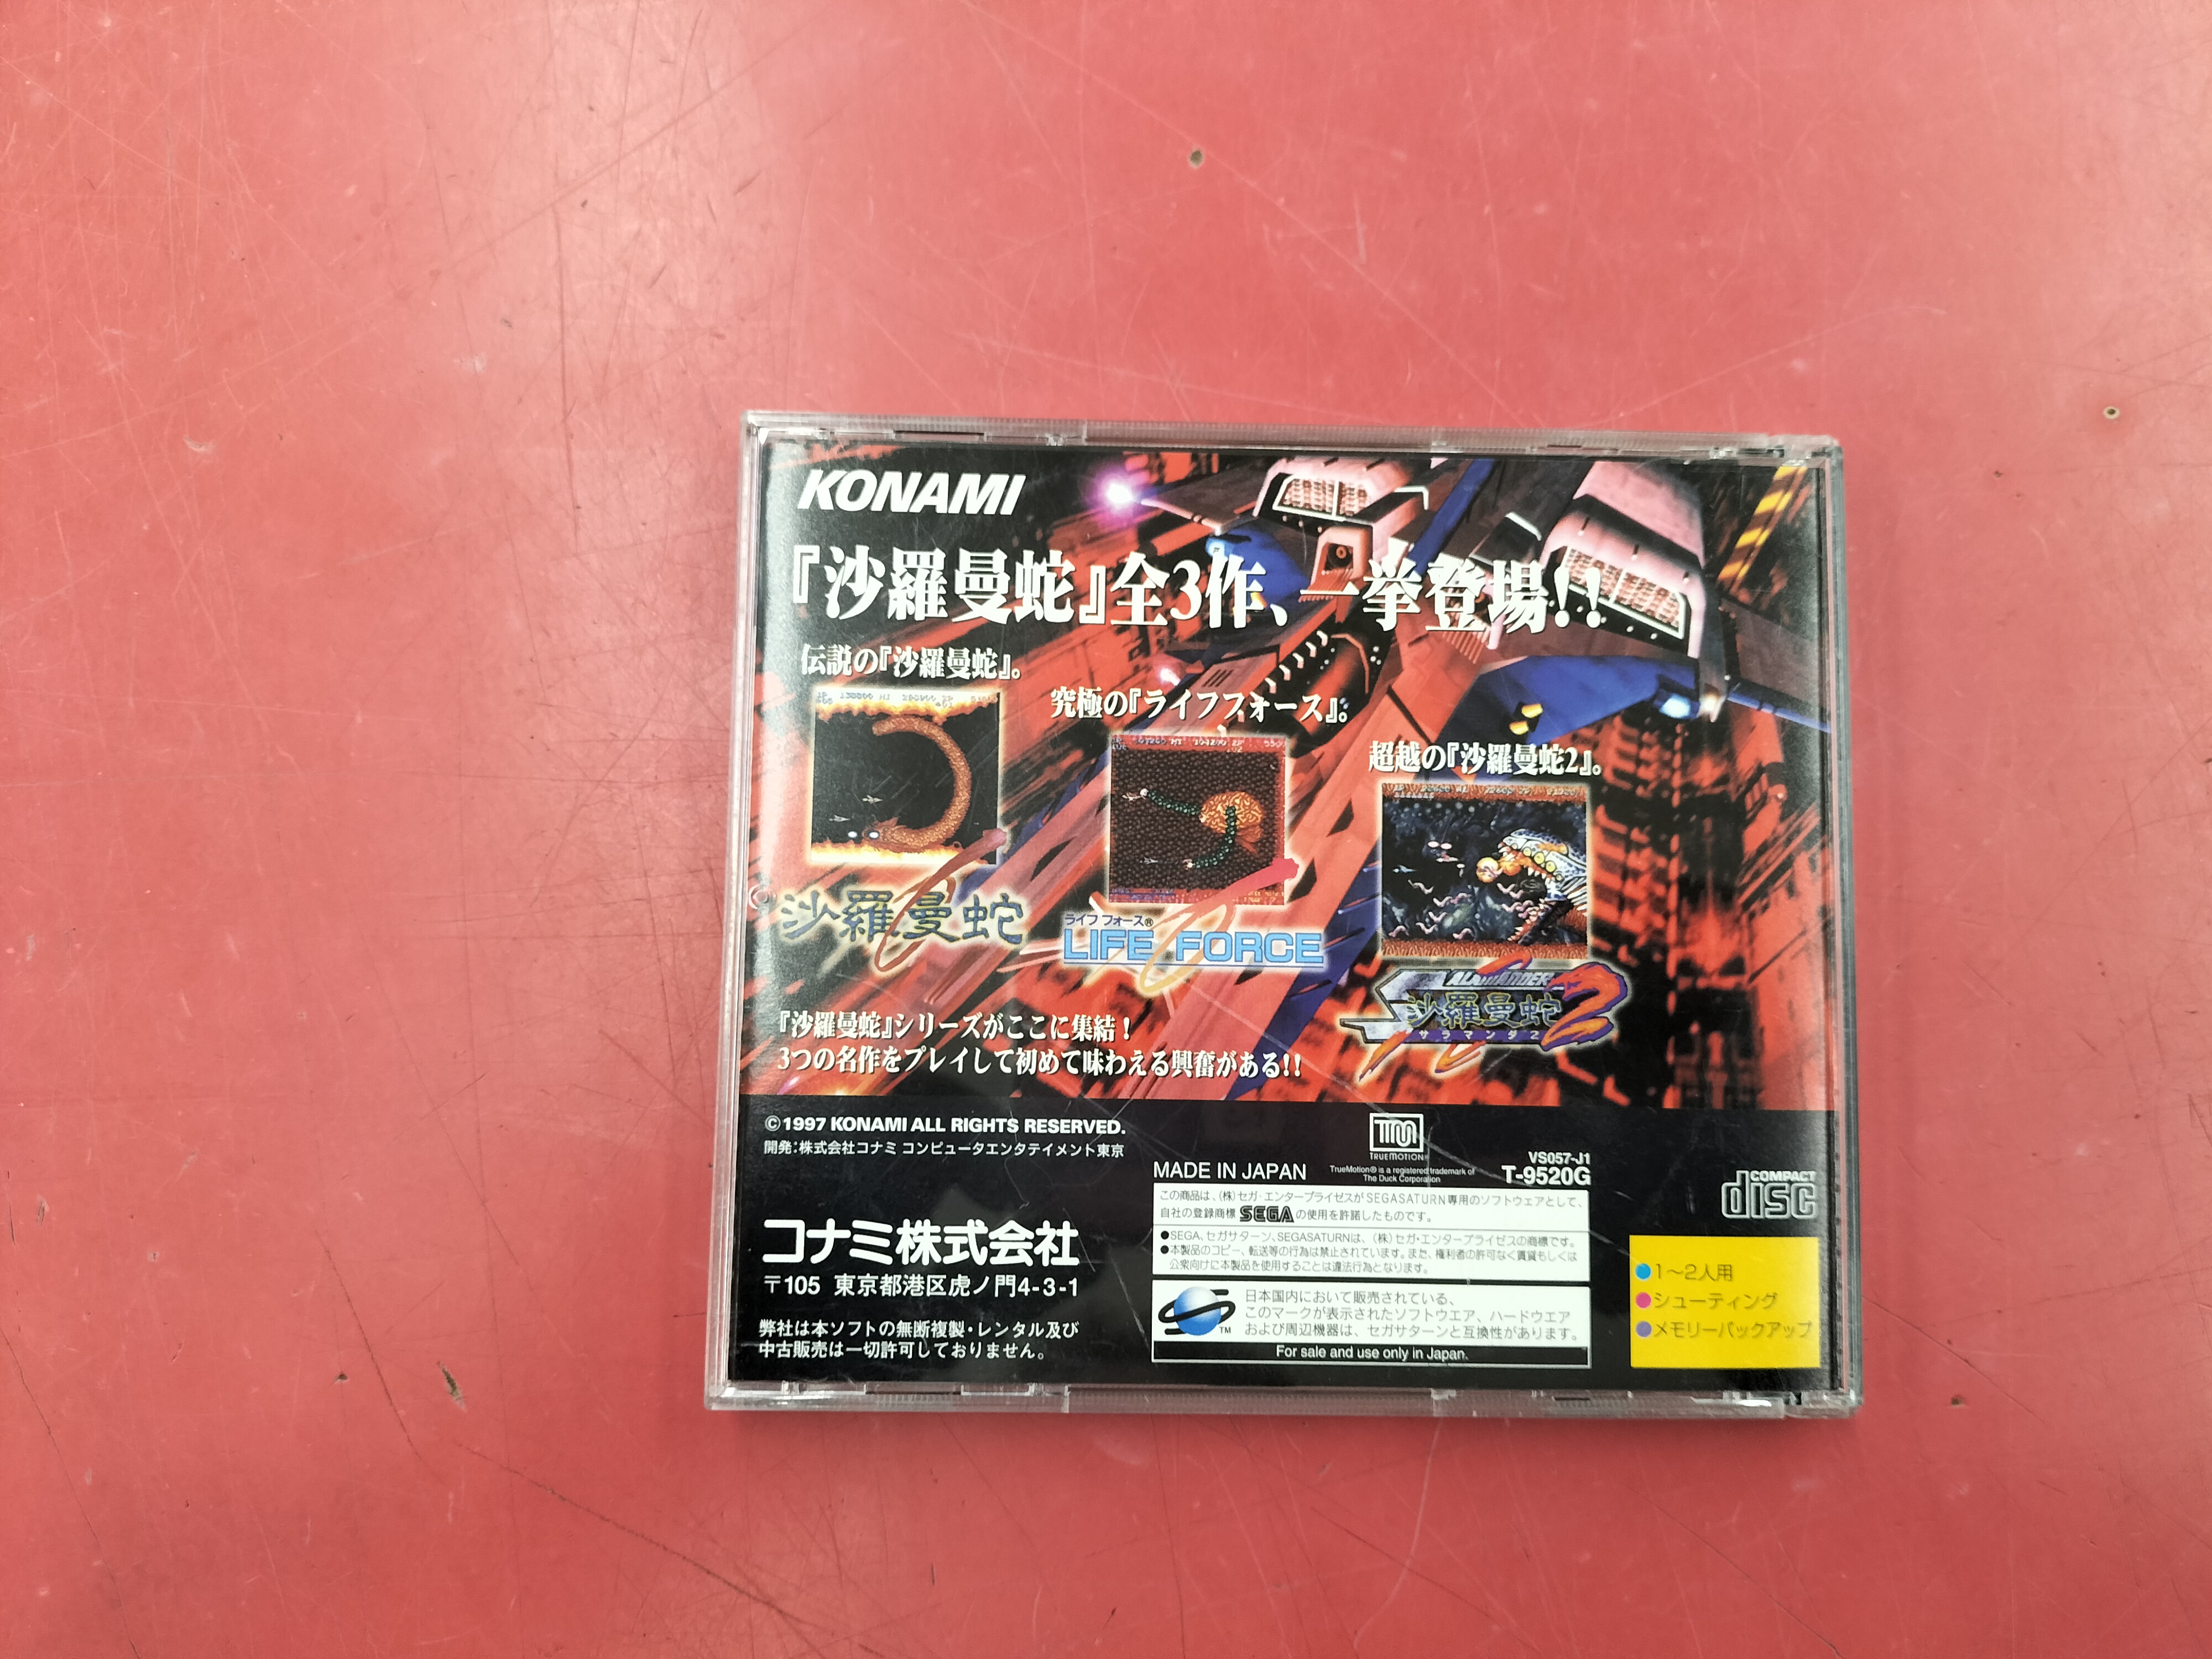 KONAMI
『沙羅曼蛇』全3作、一挙登場!!
伝説の『沙羅曼蛇』。
究極の『ライフフォース』。
超越の『沙羅曼蛇2』。
沙羅曼蛇
ライフ フォース®
LIFE FORCE
SALAMANDER
沙羅曼蛇2
サラマンダ2
『沙羅曼蛇』シリーズがここに集結！
3つの名作をプレイして初めて味わえる興奮がある!!
©1997 KONAMI ALL RIGHTS RESERVED.
開発：株式会社コナミ コンピュータエンタテイメント東京
TRUEMOTION®
TrueMotion® is a registered trademark of
The Duck Corporation
MADE IN JAPAN
VS057-J1
T-9520G
この商品は、(株)セガ・エンタープライゼスがSEGASATURN専用のソフトウェアとして、
自社の登録商標 SEGA の使用を許諾したものです。
●SEGA、セガサターン、SEGASATURNは、(株)セガ・エンタープライゼスの商標です。
●本製品のコピー、転送等の行為は禁止されています。また、権利者の許可なく賃貸もしくは
公衆向けに本製品を使用することは違法行為となります。
TM
日本国内において販売されている、
このマークが表示されたソフトウエア、ハードウエア
および周辺機器は、セガサターンと互換性があります。
For sale and use only in Japan.
コナミ株式会社
〒105 東京都港区虎ノ門4-3-1
弊社は本ソフトの無断複製・レンタル及び
中古販売は一切許可しておりません。
COMPACT
disc
●1〜2人用
●シューティング
●メモリーバックアップ